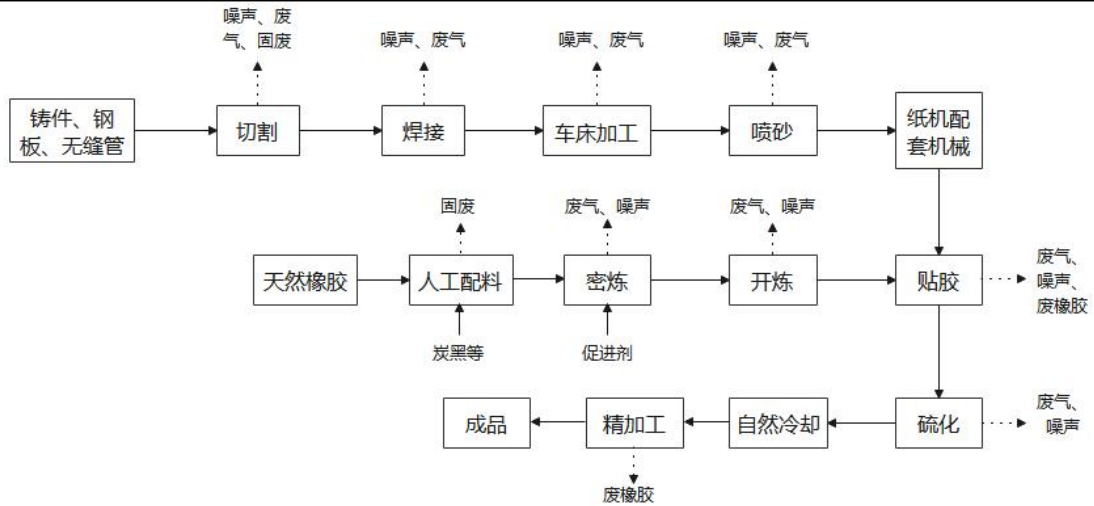 噪声、废
气、固废
噪声、废气
噪声、废气
噪声、废气
铸件、钢
板、无缝管
切割
焊接
车床加工
喷砂
纸机配
套机械
固废
废气、噪声
废气、噪声
天然橡胶
人工配料
密炼
开炼
贴胶
废气、
噪声、
废橡胶
炭黑等
促进剂
成品
精加工
自然冷却
硫化
废气、
噪声
废橡胶